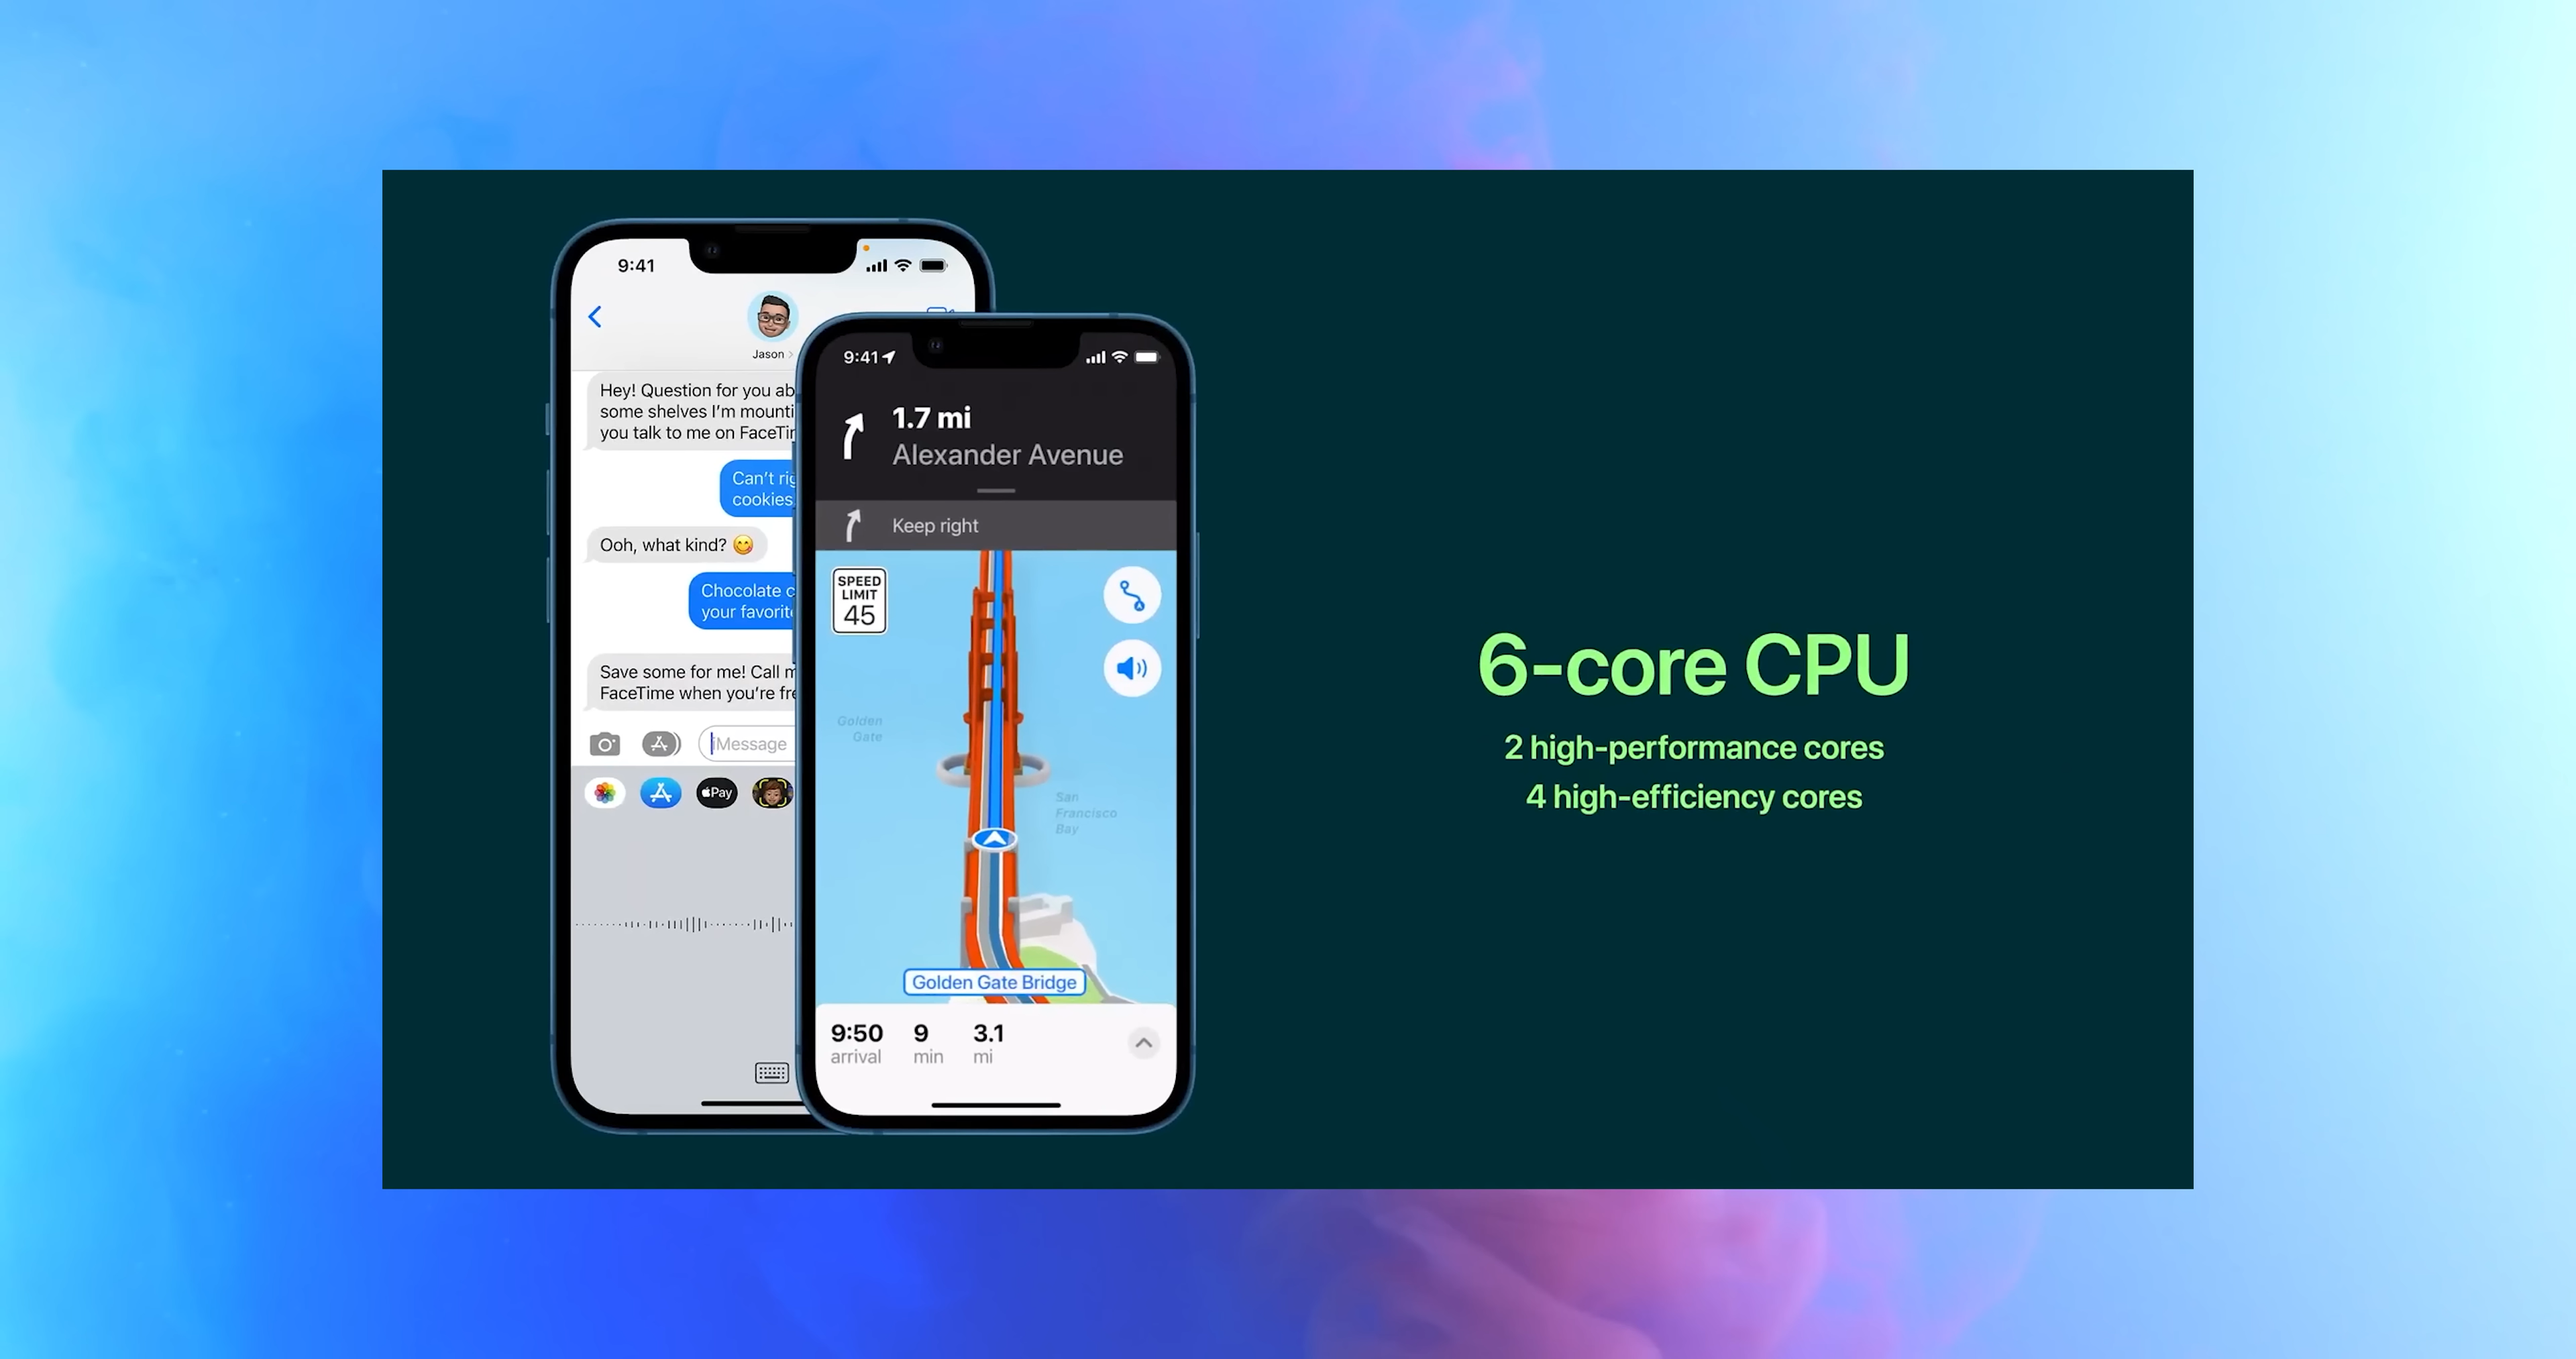 9:41
Jason
Hey! Question for you ab
some shelves I'm mounti
you talk to me on FaceTi
Can't rig
cookies
Ooh, what kind? 😋
Chocolate c
your favorit
Save some for me! Call m
FaceTime when you're fre
iMessage
Pay
9:41
1.7 mi
Alexander Avenue
Keep right
SPEED
LIMIT
45
Golden
Gate
San
Francisco
Bay
Golden Gate Bridge
9:50 9 3.1
arrival min mi
6-core CPU
2 high-performance cores
4 high-efficiency cores